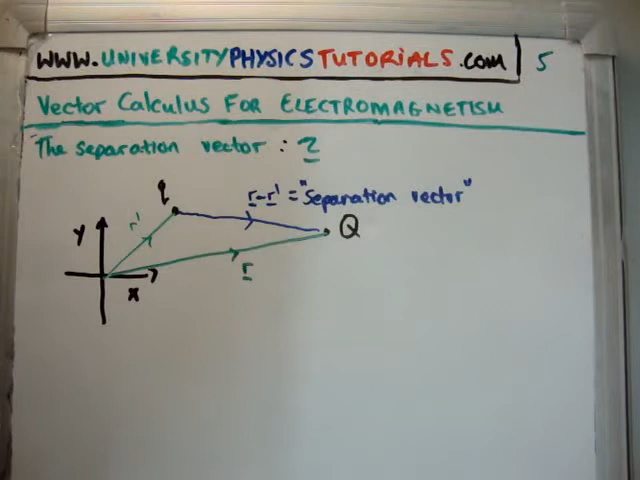 WWW.UNIVERSITYPHYSICSTUTORIALS.COM 5
Vector Calculus FOR ELECTROMAGNETISM
The separation vector : r
q
r-r' = "Separation vector"
r'
y
Q
r
x